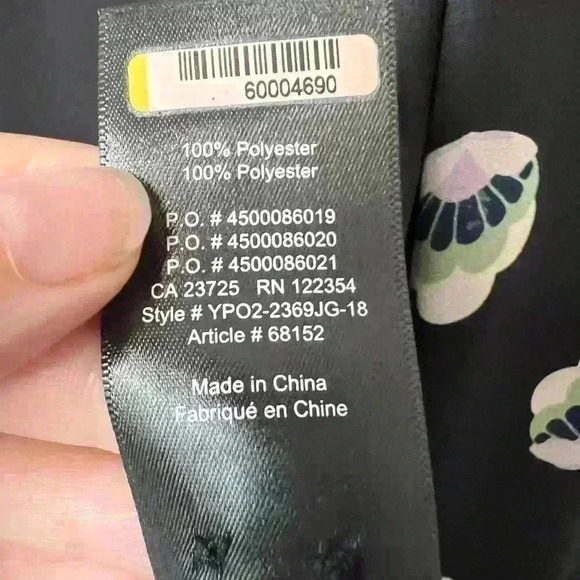 60004690
100% Polyester
100% Polyester
P.O. # 4500086019
P.O. # 4500086020
P.O. # 4500086021
CA 23725 RN 122354
Style # YPO2-2369JG-18
Article # 68152
Made in China
Fabriqué en Chine